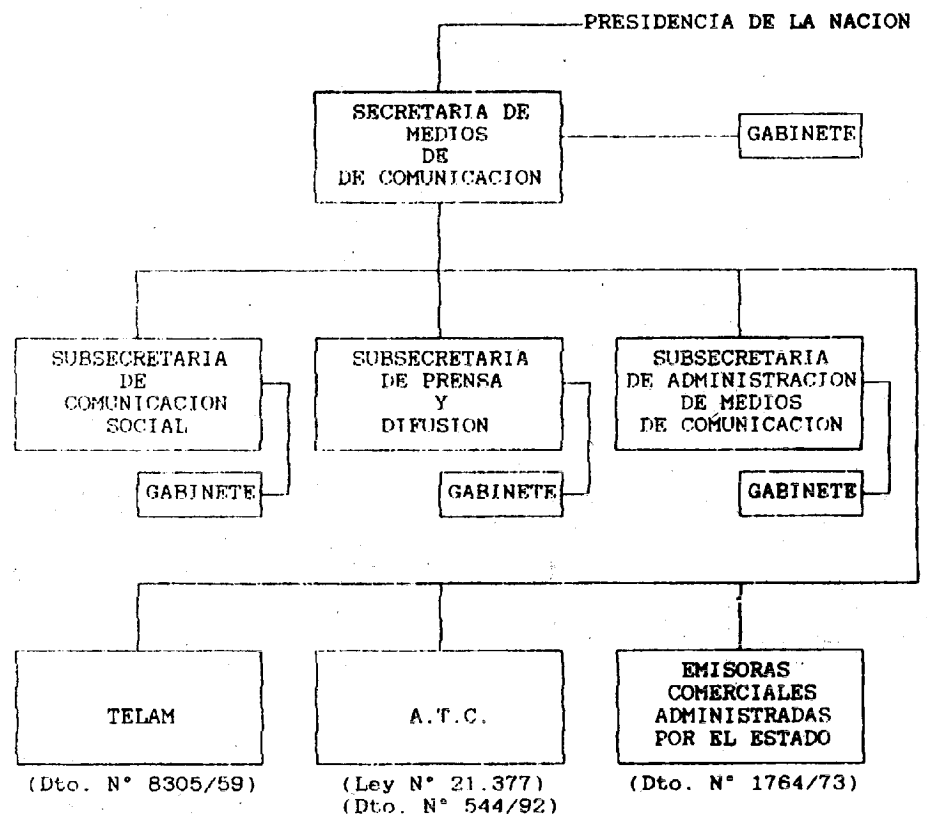 PRESIDENCIA DE LA NACION
SECRETARIA DE
MEDIOS
DE
DE COMUNICACION
GABINETE
SUBSECRETARIA
DE
COMUNICACION
SOCIAL
GABINETE
SUBSECRETARIA
DE PRENSA
Y
DIFUSION
GABINETE
SUBSECRETARIA
DE ADMINISTRACION
DE MEDIOS
DE COMUNICACION
GABINETE
TELAM
(Dto. N° 8305/59)
A.T.C.
(Ley N° 21.377)
(Dto. N° 544/92)
EMISORAS
COMERCIALES
ADMINISTRADAS
POR EL ESTADO
(Dto. N° 1764/73)